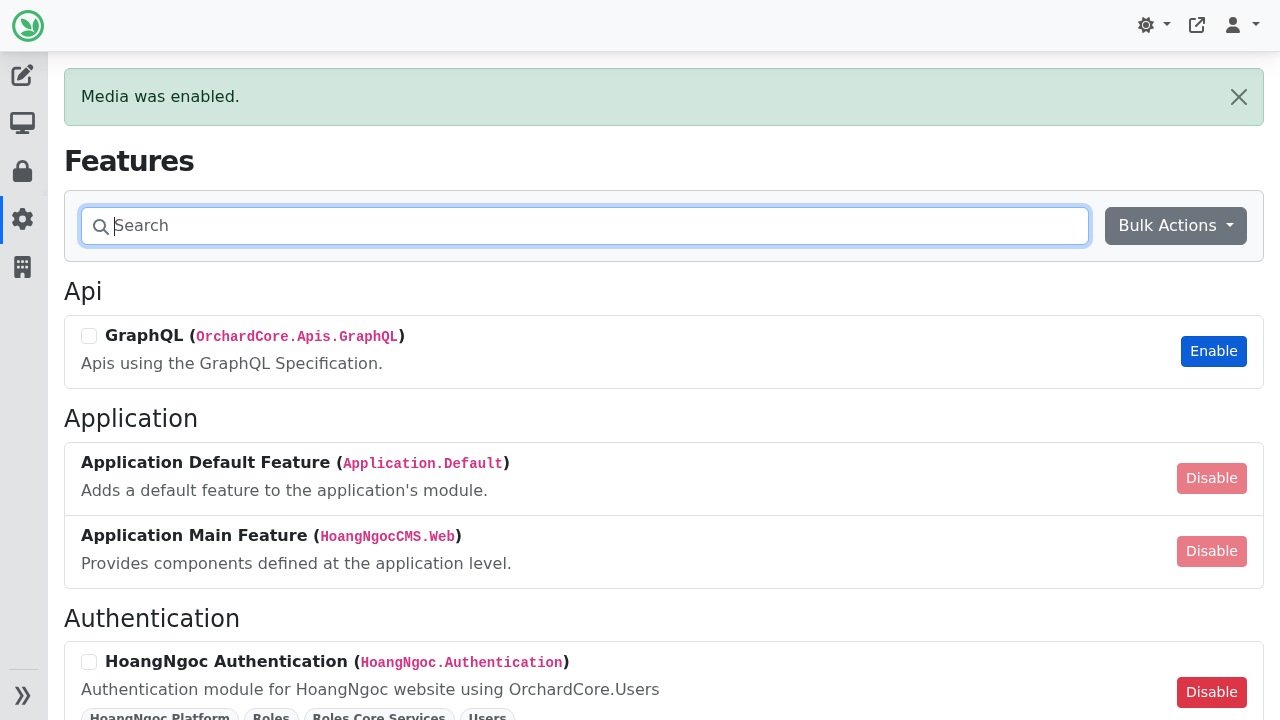 Media was enabled.
Features
Search
Bulk Actions
Api
GraphQL (OrchardCore.Apis.GraphQL)
Apis using the GraphQL Specification.
Enable
Application
Application Default Feature (Application.Default)
Adds a default feature to the application's module.
Disable
Application Main Feature (HoangNgocCMS.Web)
Provides components defined at the application level.
Disable
Authentication
HoangNgoc Authentication (HoangNgoc.Authentication)
Authentication module for HoangNgoc website using OrchardCore.Users
Disable
HoangNgoc Platform Roles Roles Core Services Users